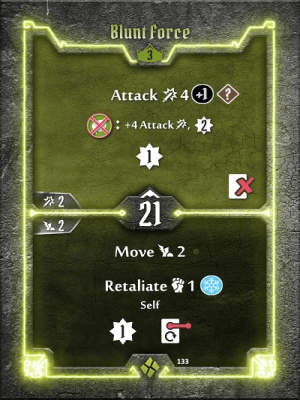 Blunt Force
3
Attack 4 +1 ?
: +4 Attack , 2
1
2
21
2
Move 2
Retaliate 1
Self
1
133